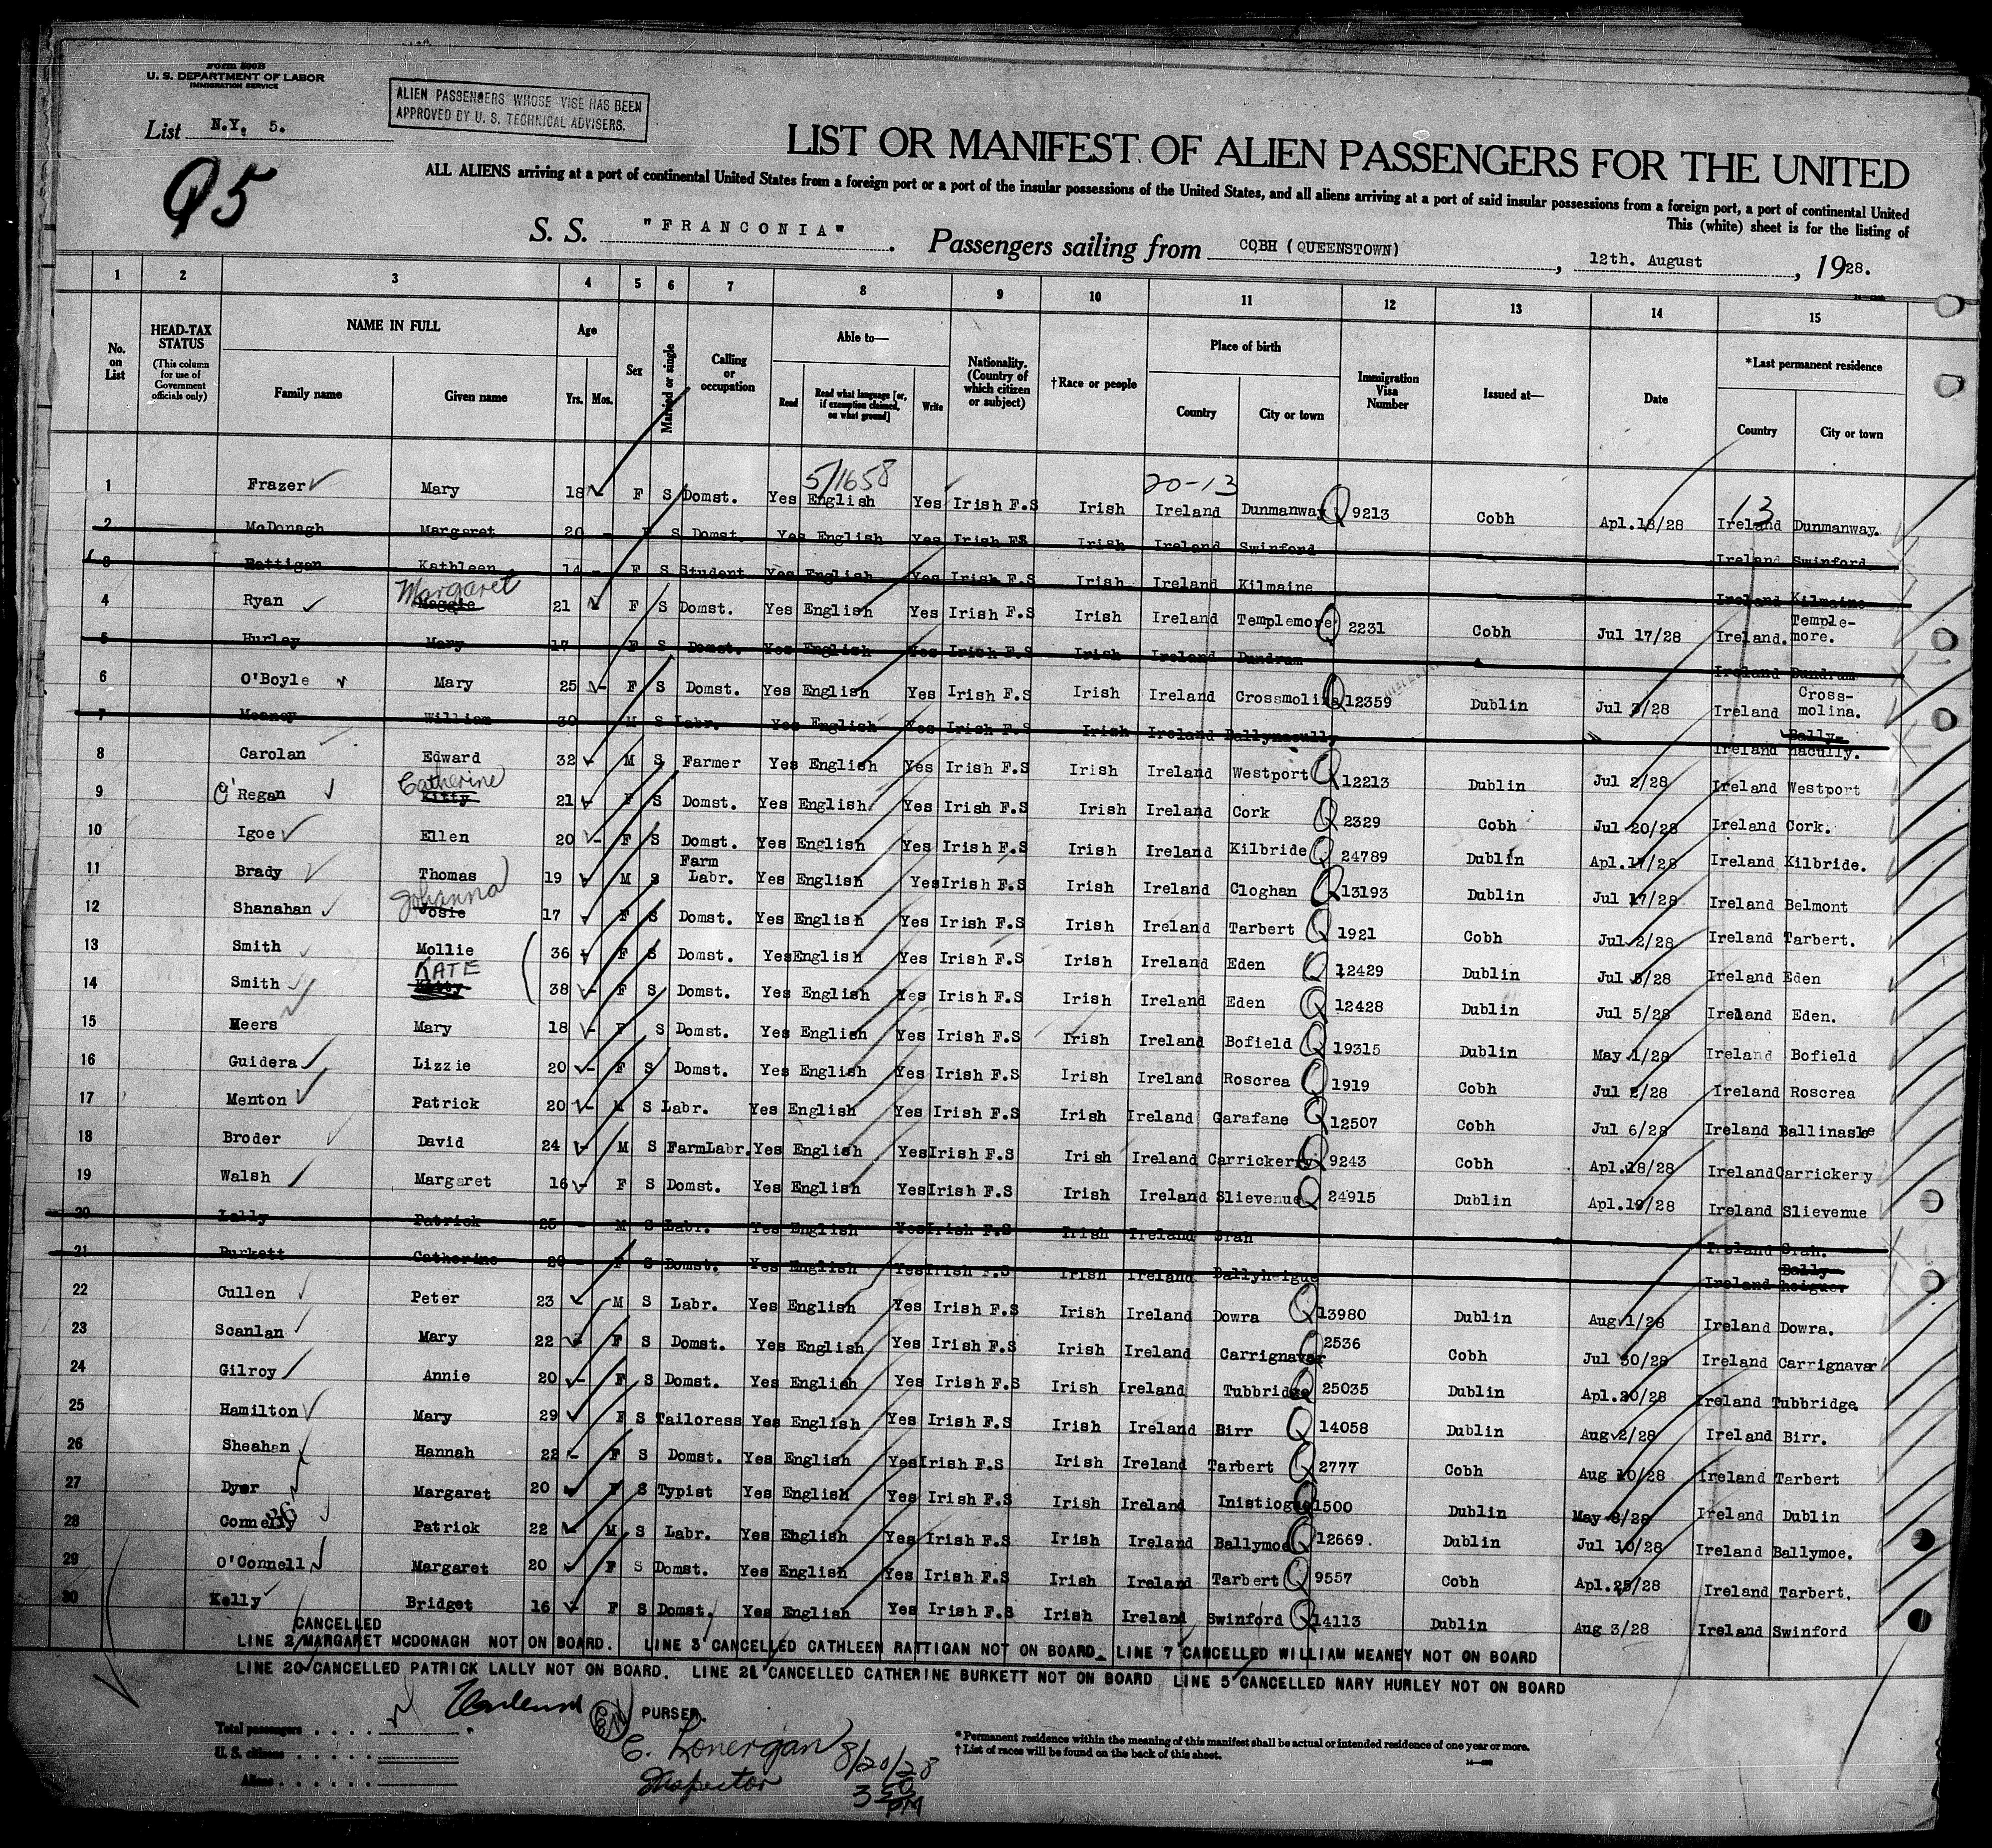 Form 500B
U. S. DEPARTMENT OF LABOR
IMMIGRATION SERVICE
ALIEN PASSENGERS WHOSE VISE HAS BEEN
APPROVED BY U. S. TECHNICAL ADVISERS.
List N.Y. 5.
Q5
LIST OR MANIFEST OF ALIEN PASSENGERS FOR THE UNITED
ALL ALIENS arriving at a port of continental United States from a foreign port or a port of the insular possessions of the United States, and all aliens arriving at a port of said insular possessions from a foreign port, a port of continental United
This (white) sheet is for the listing of
S. S. "FRANCONIA" . Passengers sailing from COBH (QUEENSTOWN) , 12th. August , 1928.
1 2 3 4 5 6 7 8 9 10 11 12 13 14 15
No. on List
HEAD-TAX STATUS (This column for use of Government officials only)
NAME IN FULL Family name Given name
Age Yrs. Mos.
Sex
Married or single
Calling or occupation
Able to— Read Read what language [or, if exemption claimed, on what ground] Write
Nationality. (Country of which citizen or subject)
†Race or people
Place of birth Country City or town
Immigration Visa Number
Issued at—
Date
*Last permanent residence Country City or town
5/1658 20-13 13
1 Frazer Mary 18 F S Domst. Yes English Yes Irish F.S Irish Ireland Dunmanway Q 9213 Cobh Apl.18/28 Ireland Dunmanway.
2 McDonagh Margaret 20 - F S Domst. Yes English Yes Irish FS Irish Ireland Swinford Ireland Swinford
3 Rattigan Kathleen 14 - F S Student Yes English Yes Irish F.S Irish Ireland Kilmaine Ireland Kilmaine
4 Ryan Margaret Maggie 21 F S Domst. Yes English Yes Irish F.S Irish Ireland Templemore Q 2231 Cobh Jul 17/28 Ireland. Temple-more.
5 Hurley Mary 17 F S Domst. Yes English Yes Irish F.S Irish Ireland Dundrum Ireland Dundrum
6 O'Boyle Mary 25 - F S Domst. Yes English Yes Irish F.S Irish Ireland Crossmolina Q 12359 Dublin Jul 3/28 Ireland Cross-molina.
7 Meaney William 30 M S Labr. Yes English Yes Irish F.S Irish Ireland Ballynacully Ireland Bally-nacully.
8 Carolan Edward 32 - M S Farmer Yes English Yes Irish F.S Irish Ireland Westport Q 12213 Dublin Jul 2/28 Ireland Westport
9 O'Regan Catherine Kitty 21 - F S Domst. Yes English Yes Irish F.S Irish Ireland Cork Q 2329 Cobh Jul 20/28 Ireland Cork.
10 Igoe Ellen 20 - F S Domst. Yes English Yes Irish F.S Irish Ireland Kilbride Q 24789 Dublin Apl.17/28 Ireland Kilbride.
11 Brady Thomas 19 M S Farm Labr. Yes English Yes Irish F.S Irish Ireland Cloghan Q 13193 Dublin Jul 17/28 Ireland Belmont
12 Shanahan Johanna Josie 17 F S Domst. Yes English Yes Irish F.S Irish Ireland Tarbert Q 1921 Cobh Jul 2/28 Ireland Tarbert.
13 Smith Mollie 36 F S Domst. Yes English Yes Irish F.S Irish Ireland Eden Q 12429 Dublin Jul 5/28 Ireland Eden
14 Smith KATE Kitty 38 - F S Domst. Yes English Yes Irish F.S Irish Ireland Eden Q 12428 Dublin Jul 5/28 Ireland Eden.
15 Meers Mary 18 - F S Domst. Yes English Yes Irish F.S Irish Ireland Bofield Q 19315 Dublin May 1/28 Ireland Bofield
16 Guidera Lizzie 20 - F S Domst. Yes English Yes Irish F.S Irish Ireland Roscrea Q 1919 Cobh Jul 2/28 Ireland Roscrea
17 Menton Patrick 20 - M S Labr. Yes English Yes Irish F.S Irish Ireland Garafane Q 12507 Cobh Jul 6/28 Ireland Ballinasloe
18 Broder David 24 - M S FarmLabr. Yes English Yes Irish F.S Irish Ireland Carrickerry Q 9243 Cobh Apl.18/28 Ireland Carrickerry
19 Walsh Margaret 16 - F S Domst. Yes English Yes Irish F.S Irish Ireland Slievenue Q 24915 Dublin Apl.19/28 Ireland Slievenue
20 Lally Patrick 25 - M S Labr. Yes English Yes Irish F.S Irish Ireland Srah Ireland Srah.
21 Burkett Catherine 20 - F S Domst. Yes English Yes Irish F.S Irish Ireland Ballyheigue Ireland Bally-heigue.
22 Cullen Peter 23 M S Labr. Yes English Yes Irish F.S Irish Ireland Dowra Q 13980 Dublin Aug 1/28 Ireland Dowra.
23 Scanlan Mary 22 F S Domst. Yes English Yes Irish F.S Irish Ireland Carrignavar Q 2536 Cobh Jul 30/28 Ireland Carrignavar
24 Gilroy Annie 20 - F S Domst. Yes English Yes Irish F.S Irish Ireland Tubbridge Q 25035 Dublin Apl.20/28 Ireland Tubbridge
25 Hamilton Mary 29 F S Tailoress Yes English Yes Irish F.S Irish Ireland Birr Q 14058 Dublin Aug 2/28 Ireland Birr.
26 Sheahan Hannah 22 - F S Domst. Yes English Yes Irish F.S Irish Ireland Tarbert Q 2777 Cobh Aug 10/28 Ireland Tarbert
27 Dyer Margaret 20 F S Typist Yes English Yes Irish F.S Irish Ireland Inistiogue Q 1500 Dublin May 8/28 Ireland Dublin
28 Connelly Patrick 22 - M S Labr. Yes English Yes Irish F.S Irish Ireland Ballymoe Q 12669. Dublin Jul 10/28 Ireland Ballymoe.
29 O'Connell Margaret 20 F S Domst. Yes English Yes Irish F.S Irish Ireland Tarbert Q 9557 Cobh Apl.25/28 Ireland Tarbert.
30 Kelly Bridget 16 - F S Domst. Yes English Yes Irish F.S Irish Ireland Swinford Q 14113 Dublin Aug 3/28 Ireland Swinford
CANCELLED
LINE 2 MARGARET MCDONAGH NOT ON BOARD. LINE 3 CANCELLED CATHLEEN RATTIGAN NOT ON BOARD. LINE 7 CANCELLED WILLIAM MEANEY NOT ON BOARD
LINE 20 CANCELLED PATRICK LALLY NOT ON BOARD. LINE 21 CANCELLED CATHERINE BURKETT NOT ON BOARD LINE 5 CANCELLED NARY HURLEY NOT ON BOARD
PURSER.
Total passengers
U. S. citizens
Aliens
C. Lonergan 8/20/28
Inspector 3 50 PM
*Permanent residence within the meaning of this manifest shall be actual or intended residence of one year or more.
†List of races will be found on the back of this sheet.